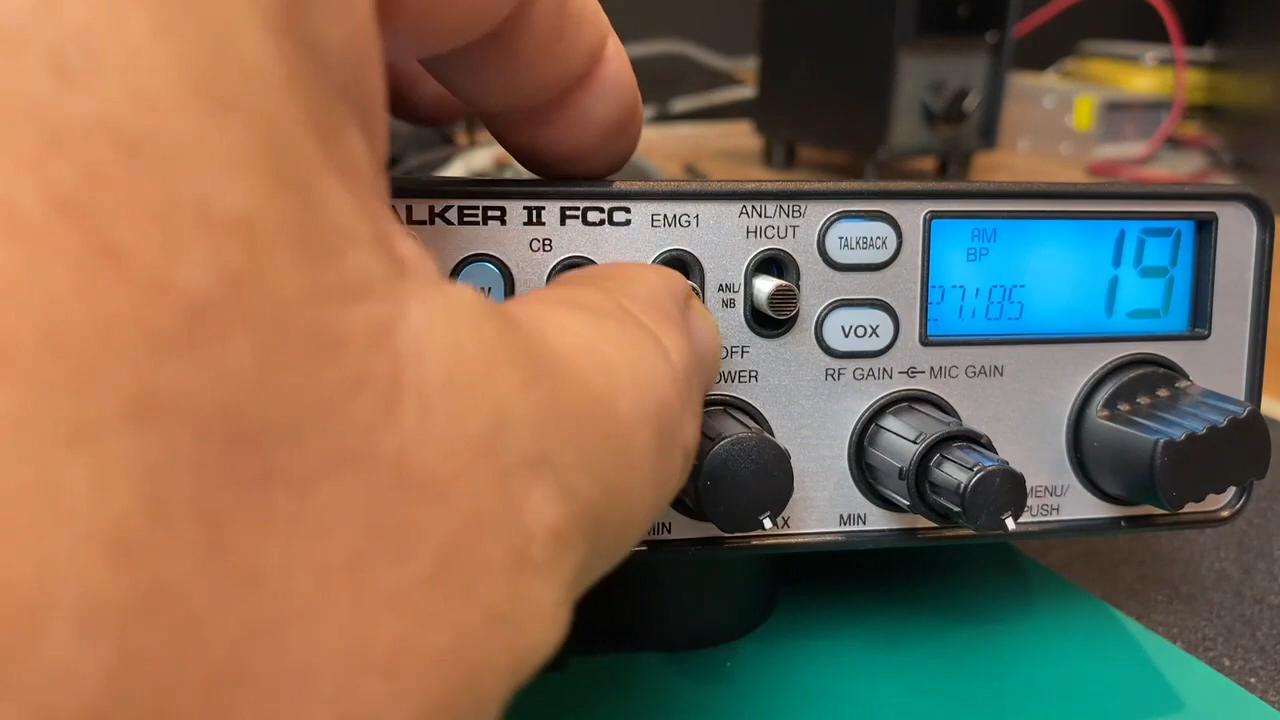 ALKER II FCC
EMG1
ANL/NB/
HICUT
CB
ANL/
NB
TALKBACK
VOX
AM
BP
19
27.185
OFF
OWER
RF GAIN MIC GAIN
MIN
AX
MIN
MENU/
PUSH